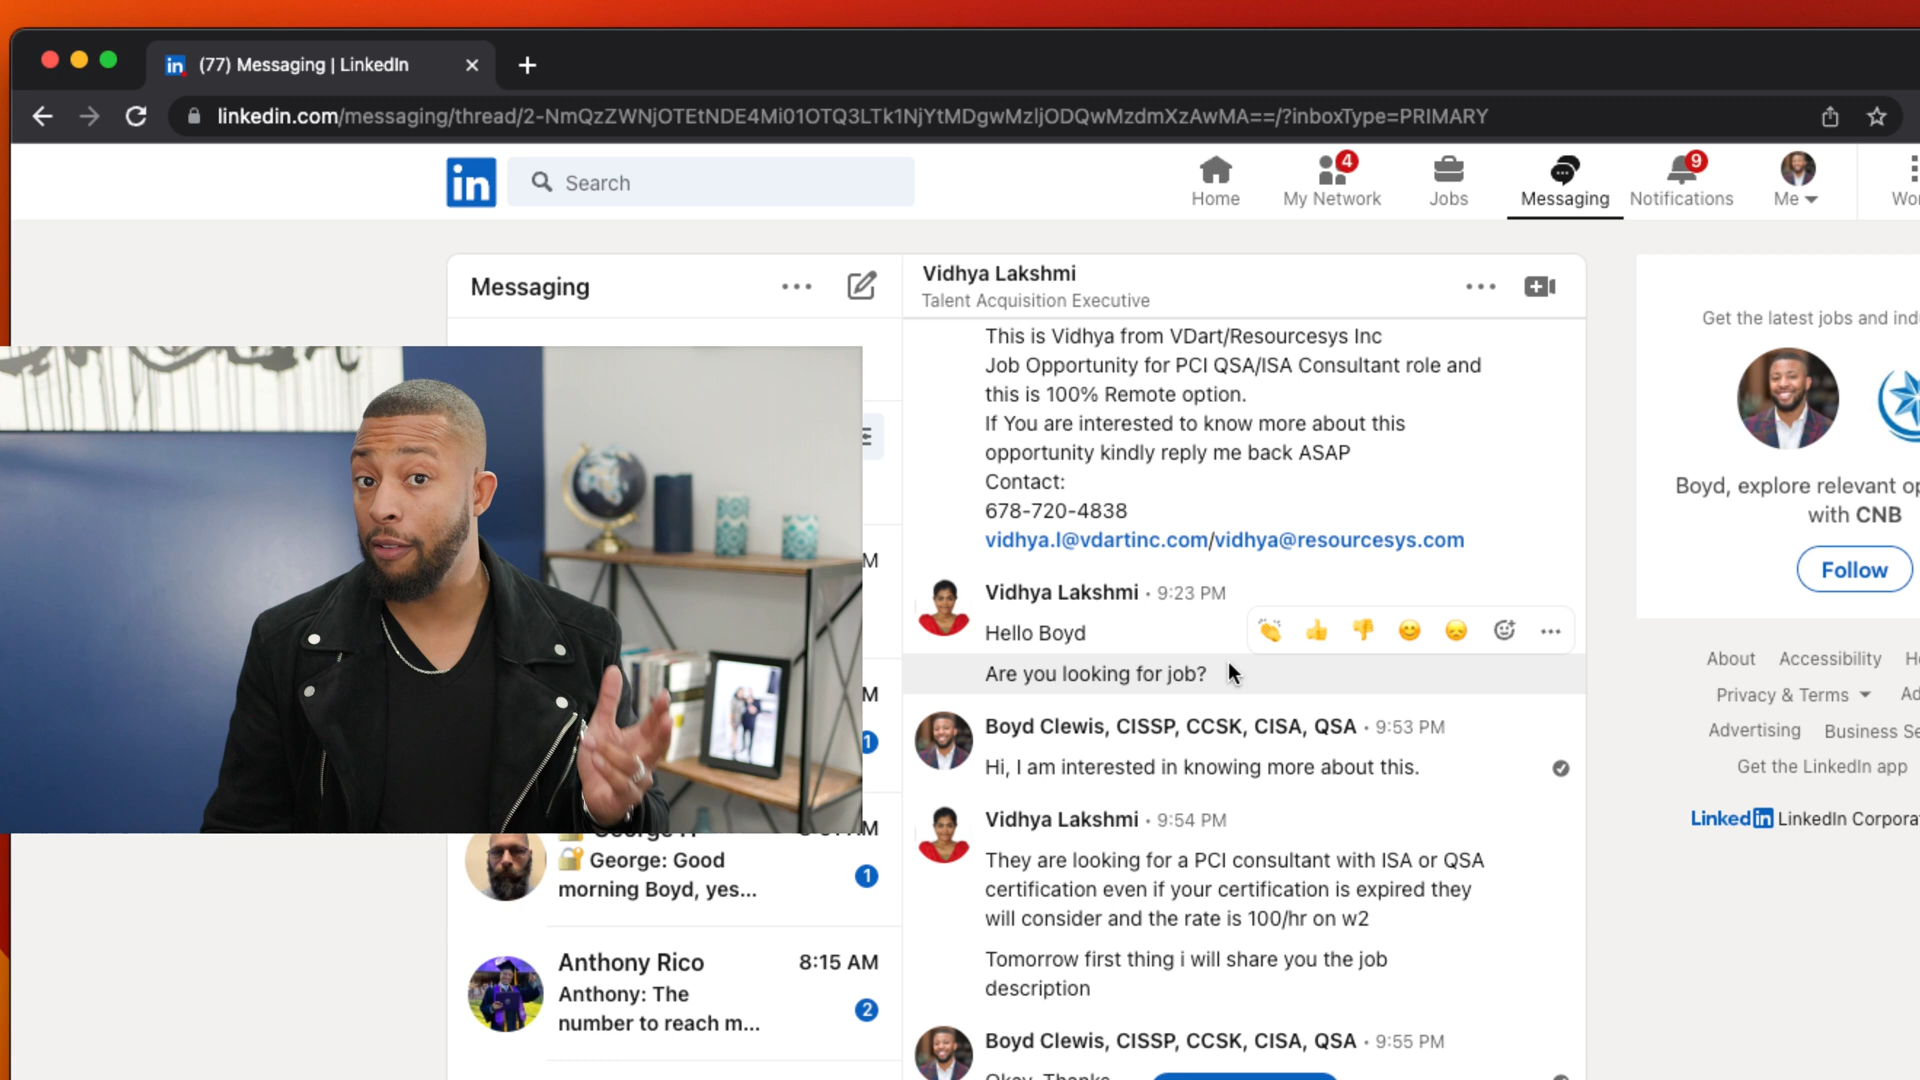 in (77) Messaging | LinkedIn
linkedin.com/messaging/thread/2-NmQzZWNjOTEtNDE4Mi01OTQ3LTk1NjYtMDgwMzljODQwMzdmXzAwMA==/?inboxType=PRIMARY
in
Search
4
9
Home
My Network
Jobs
Messaging
Notifications
Me
Messaging
Vidhya Lakshmi
Talent Acquisition Executive
This is Vidhya from VDart/Resourcesys Inc
Job Opportunity for PCI QSA/ISA Consultant role and
this is 100% Remote option.
If You are interested to know more about this
opportunity kindly reply me back ASAP
Contact:
678-720-4838
vidhya.l@vdartinc.com/vidhya@resourcesys.com
Vidhya Lakshmi • 9:23 PM
Hello Boyd
Are you looking for job?
Boyd Clewis, CISSP, CCSK, CISA, QSA • 9:53 PM
Hi, I am interested in knowing more about this.
Vidhya Lakshmi • 9:54 PM
They are looking for a PCI consultant with ISA or QSA
certification even if your certification is expired they
will consider and the rate is 100/hr on w2
Tomorrow first thing i will share you the job
description
Boyd Clewis, CISSP, CCSK, CISA, QSA • 9:55 PM
Okay, Thanks
M
M
1
M
George: Good
morning Boyd, yes...
1
Anthony Rico
8:15 AM
Anthony: The
number to reach m...
2
Get the latest jobs and ind
Boyd, explore relevant op
with CNB
Follow
About
Accessibility
Privacy & Terms
Advertising
Business Se
Get the LinkedIn app
Linkedin LinkedIn Corpora